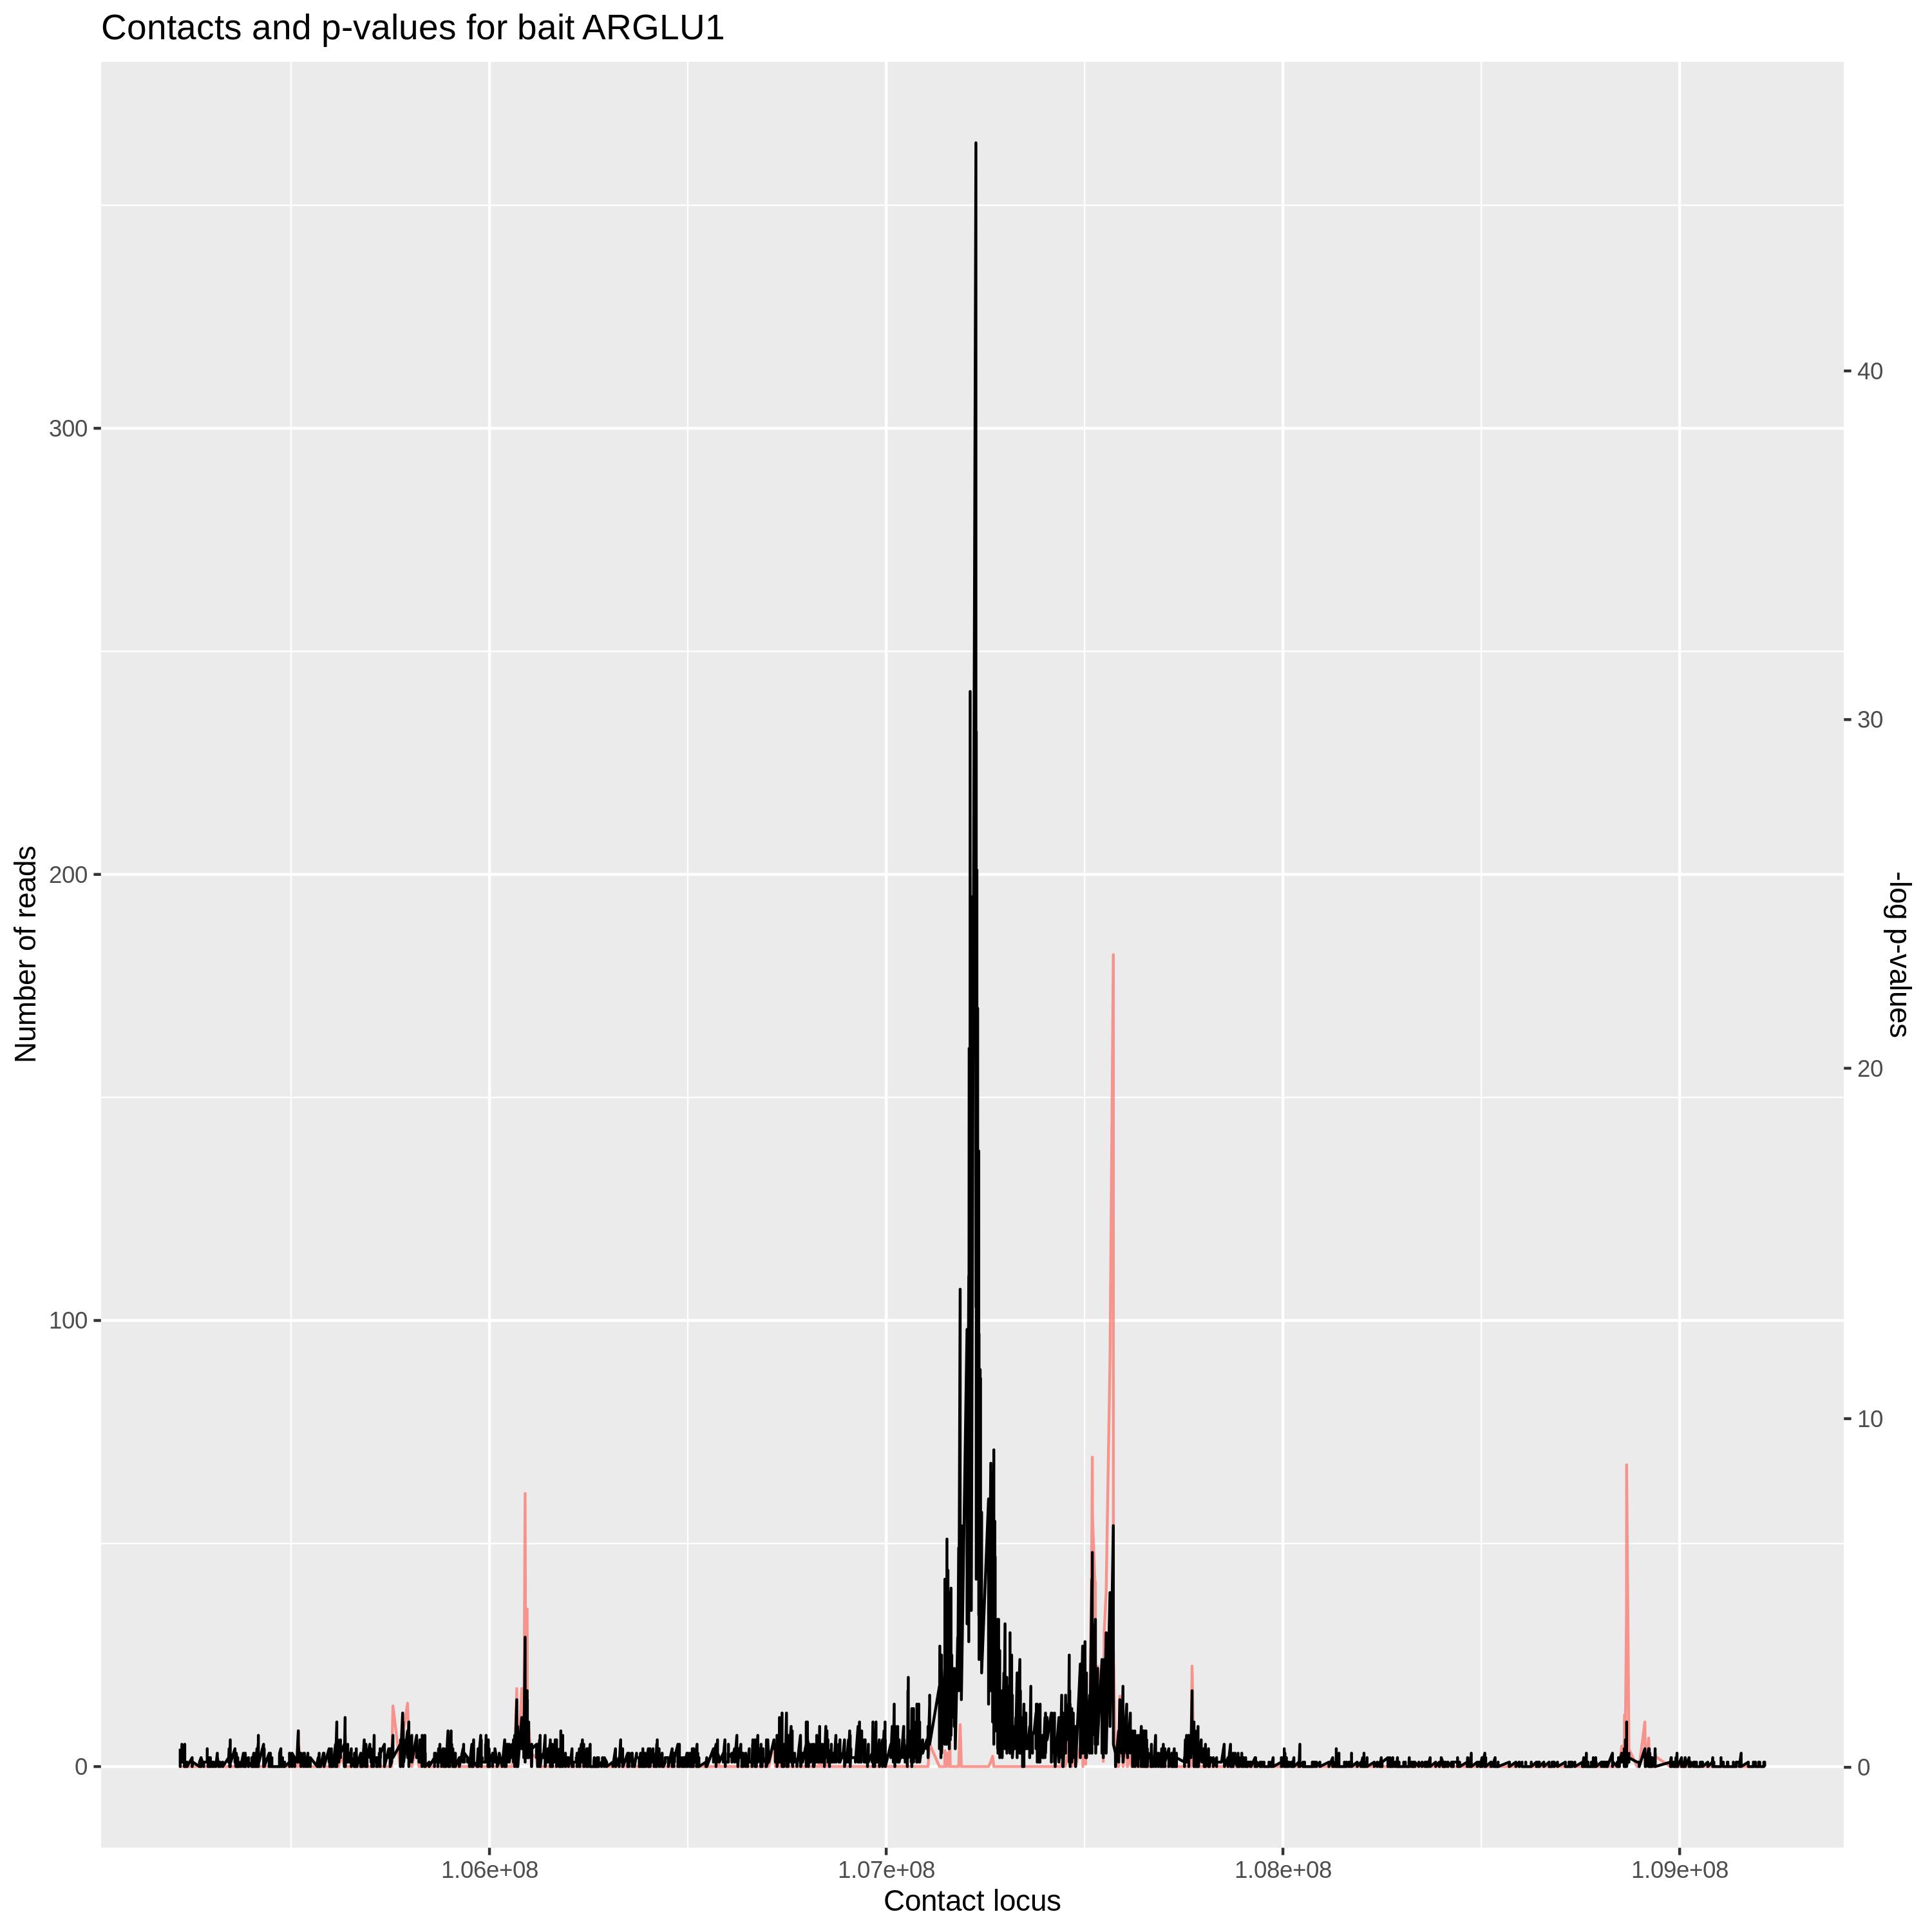 Contacts and p-values for bait ARGLU1
Number of reads
300
200
100
0
40
30
20
10
0
-log p-values
1.06e+08
1.07e+08
1.08e+08
1.09e+08
Contact locus